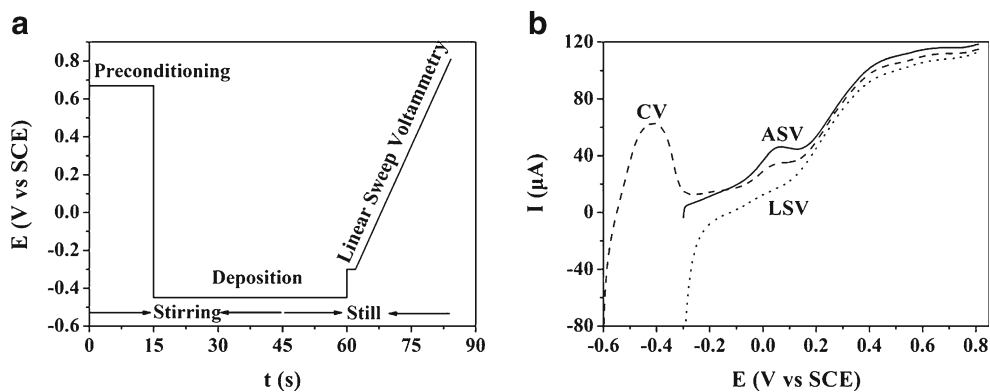 a
E (V vs SCE)
0.8
0.6
0.4
0.2
0.0
-0.2
-0.4
-0.6
Preconditioning
Deposition
Linear Sweep Voltammetry
Stirring
Still
0 15 30 45 60 75 90
t (s)
b
I (µA)
120
80
40
0
-40
-80
CV
ASV
LSV
-0.6 -0.4 -0.2 0.0 0.2 0.4 0.6 0.8
E (V vs SCE)